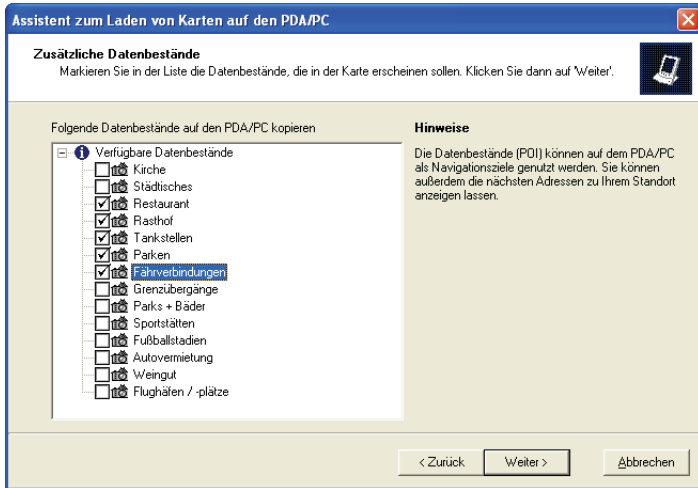 Assistent zum Laden von Karten auf den PDA/PC
Zusätzliche Datenbestände
Markieren Sie in der Liste die Datenbestände, die in der Karte erscheinen sollen. Klicken Sie dann auf 'Weiter'.
Folgende Datenbestände auf den PDA/PC kopieren
Verfügbare Datenbestände
Kirche
Städtisches
Restaurant
Rasthof
Tankstellen
Parken
Fährverbindungen
Grenzübergänge
Parks + Bäder
Sportstätten
Fußballstadien
Autovermietung
Weingut
Flughäfen / -plätze
Hinweise
Die Datenbestände (POI) können auf dem PDA/PC
als Navigationsziele genutzt werden. Sie können
außerdem die nächsten Adressen zu Ihrem Standort
anzeigen lassen.
< Zurück
Weiter >
Abbrechen